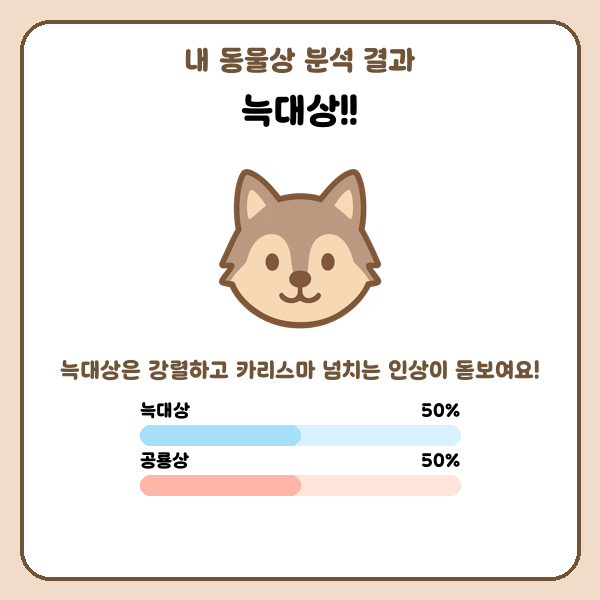 내 동물상 분석 결과
늑대상!!
늑대상은 강렬하고 카리스마 넘치는 인상이 돋보여요!
늑대상 50%
공룡상 50%